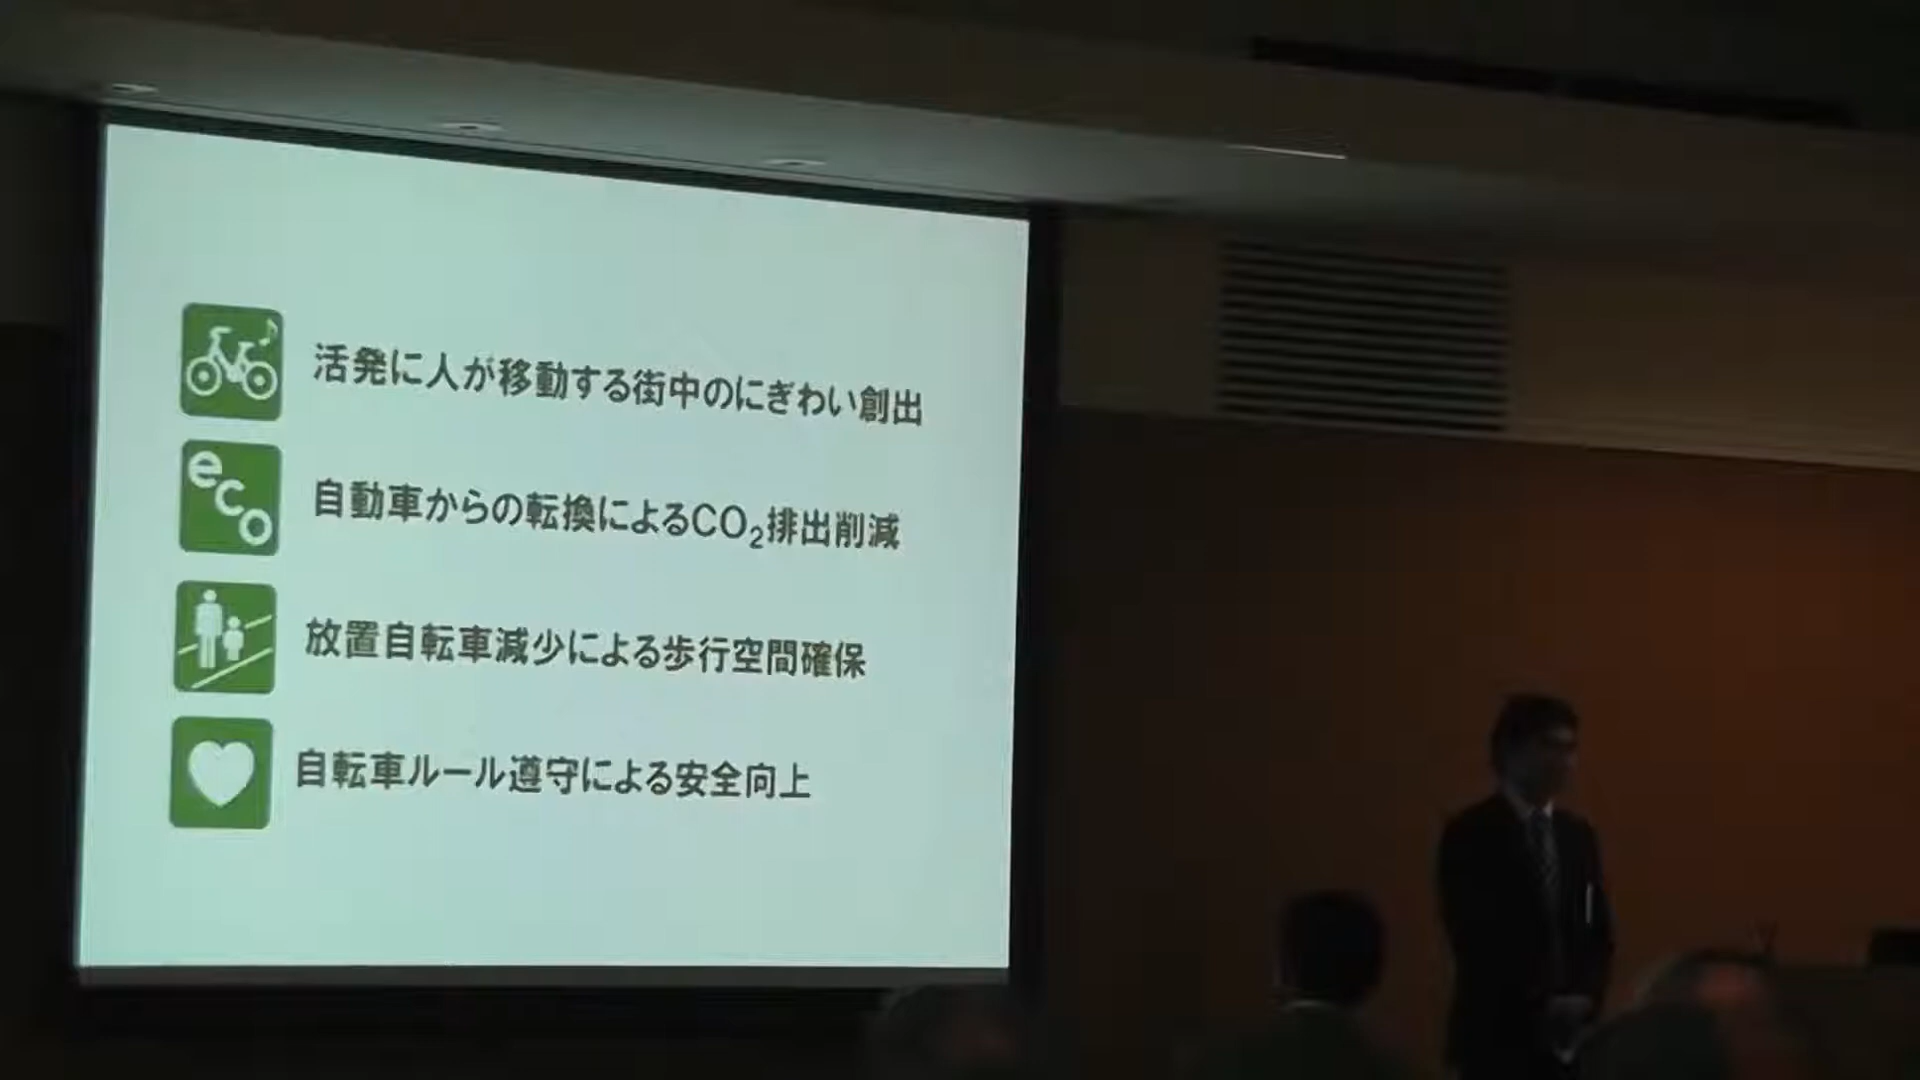 活発に人が移動する街中のにぎわい創出
eco
自動車からの転換によるCO₂排出削減
放置自転車減少による歩行空間確保
自転車ルール遵守による安全向上